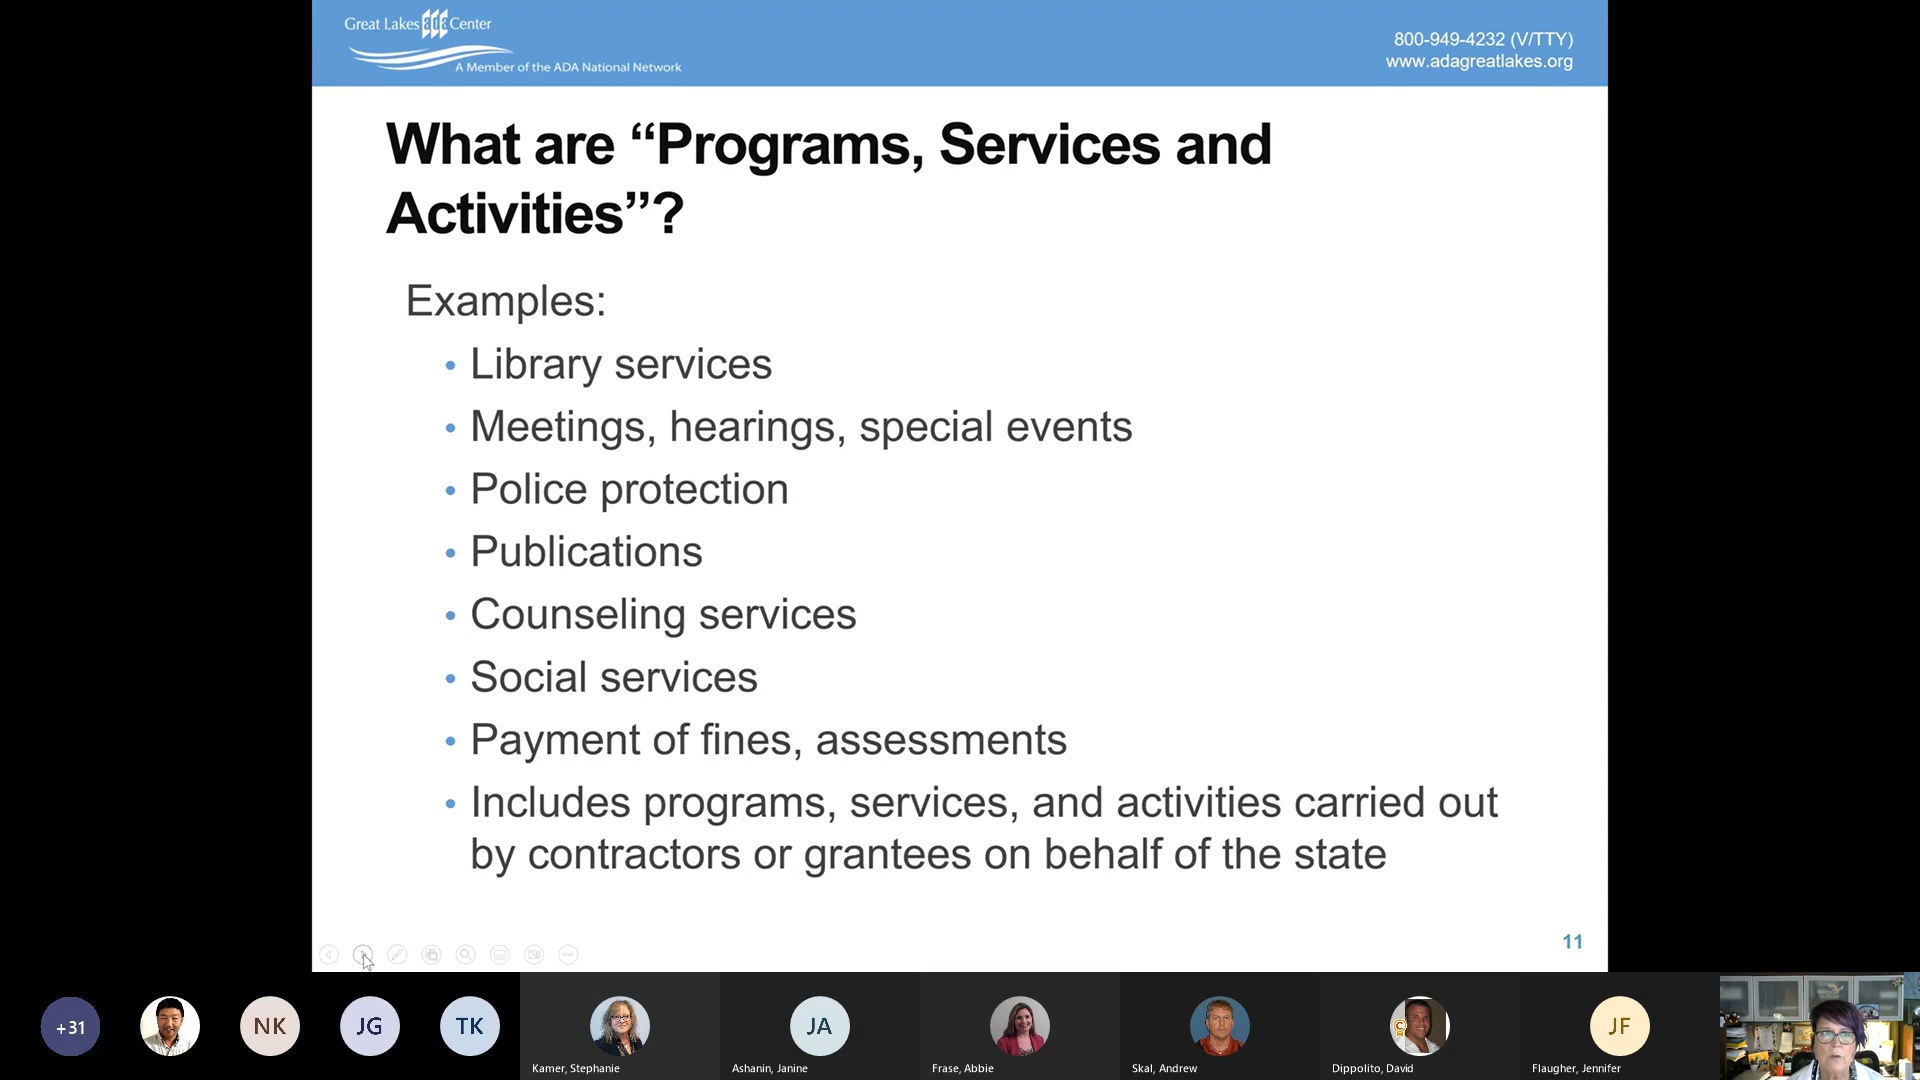 Great Lakes ada Center
A Member of the ADA National Network
800-949-4232 (V/TTY)
www.adagreatlakes.org
What are “Programs, Services and
Activities”?
Examples:
• Library services
• Meetings, hearings, special events
• Police protection
• Publications
• Counseling services
• Social services
• Payment of fines, assessments
• Includes programs, services, and activities carried out
by contractors or grantees on behalf of the state
11
+31
NK
JG
TK
JA
JF
Kamer, Stephanie
Ashanin, Janine
Frase, Abbie
Skal, Andrew
Dippolito, David
Flaugher, Jennifer